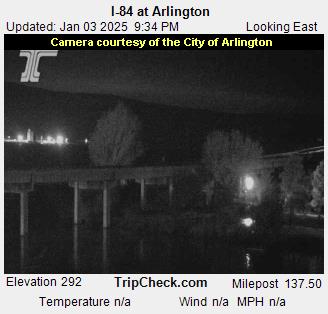 I-84 at Arlington
Updated: Jan 03 2025 9:34 PM Looking East
Camera courtesy of the City of Arlington
Elevation 292 TripCheck.com Milepost 137.50
Temperature n/a Wind n/a MPH n/a